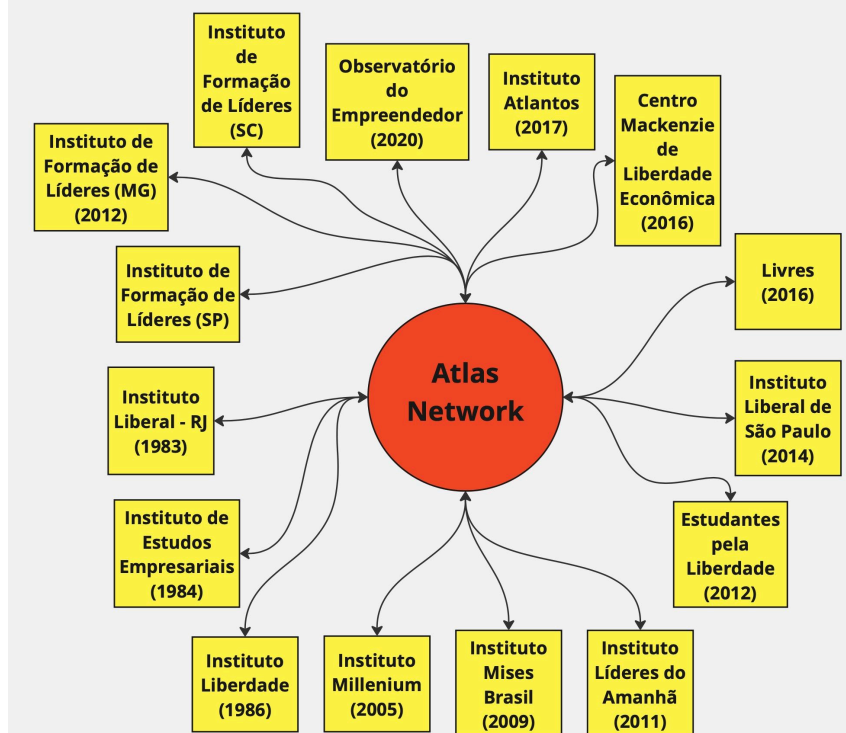 Instituto
de
Formação
de Líderes
(SC)
Observatório
do
Empreendedor
(2020)
Instituto
Atlantos
(2017)
Centro
Mackenzie
de
Liberdade
Econômica
(2016)
Instituto de
Formação de
Líderes (MG)
(2012)
Livres
(2016)
Instituto de
Formação de
Líderes (SP)
Atlas
Network
Instituto
Liberal - RJ
(1983)
Instituto
Liberal de
São Paulo
(2014)
Instituto de
Estudos
Empresariais
(1984)
Estudantes
pela
Liberdade
(2012)
Instituto
Liberdade
(1986)
Instituto
Millenium
(2005)
Instituto
Mises
Brasil
(2009)
Instituto
Líderes do
Amanhã
(2011)